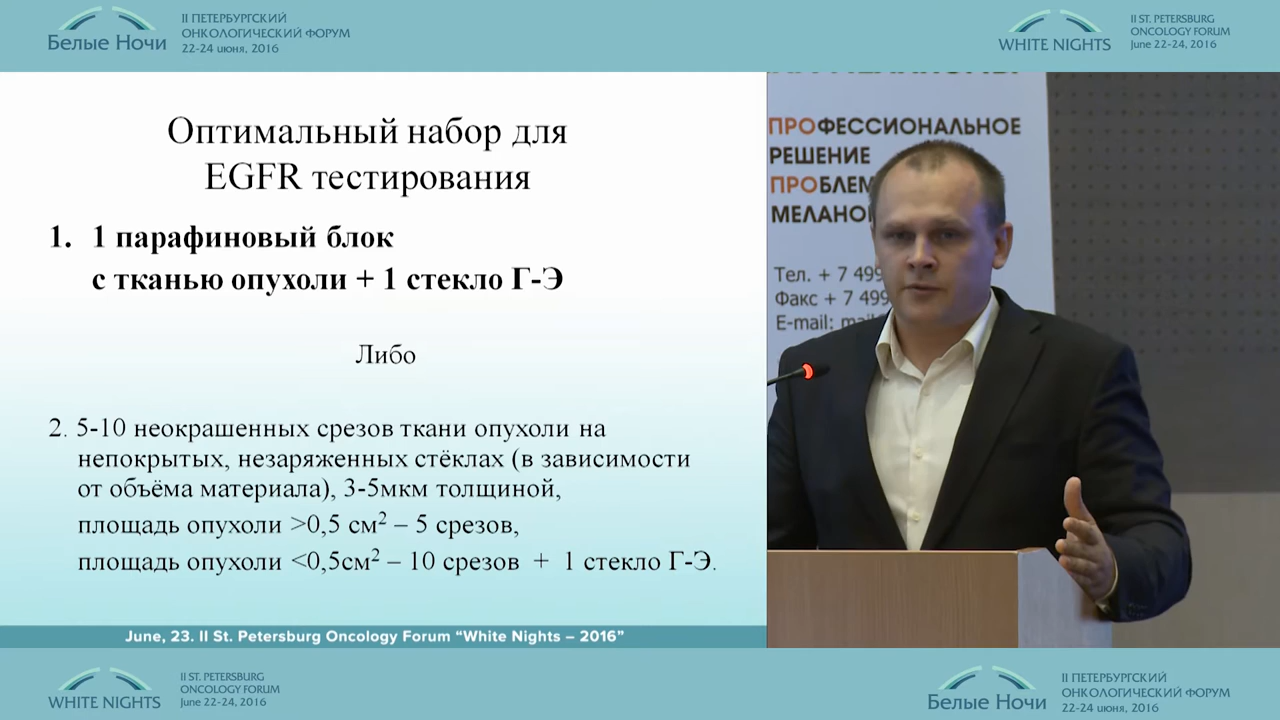 Белые Ночи
II ПЕТЕРБУРГСКИЙ
ОНКОЛОГИЧЕСКИЙ ФОРУМ
22-24 июня, 2016
WHITE NIGHTS
II ST. PETERSBURG
ONCOLOGY FORUM
June 22-24, 2016
Оптимальный набор для
EGFR тестирования
1. 1 парафиновый блок
с тканью опухоли + 1 стекло Г-Э
Либо
2. 5-10 неокрашенных срезов ткани опухоли на
непокрытых, незаряженных стёклах (в зависимости
от объёма материала), 3-5мкм толщиной,
площадь опухоли >0,5 см² – 5 срезов,
площадь опухоли <0,5см² – 10 срезов + 1 стекло Г-Э.
June, 23. II St. Petersburg Oncology Forum “White Nights – 2016”
ПРОФЕССИОНАЛЬНОЕ
РЕШЕНИЕ
ПРОБЛЕМ
МЕЛАНО
Тел. + 7 499
Факс + 7 499
E-mail:
WHITE NIGHTS
II ST. PETERSBURG
ONCOLOGY FORUM
June 22-24, 2016
Белые Ночи
II ПЕТЕРБУРГСКИЙ
ОНКОЛОГИЧЕСКИЙ ФОРУМ
22-24 июня, 2016